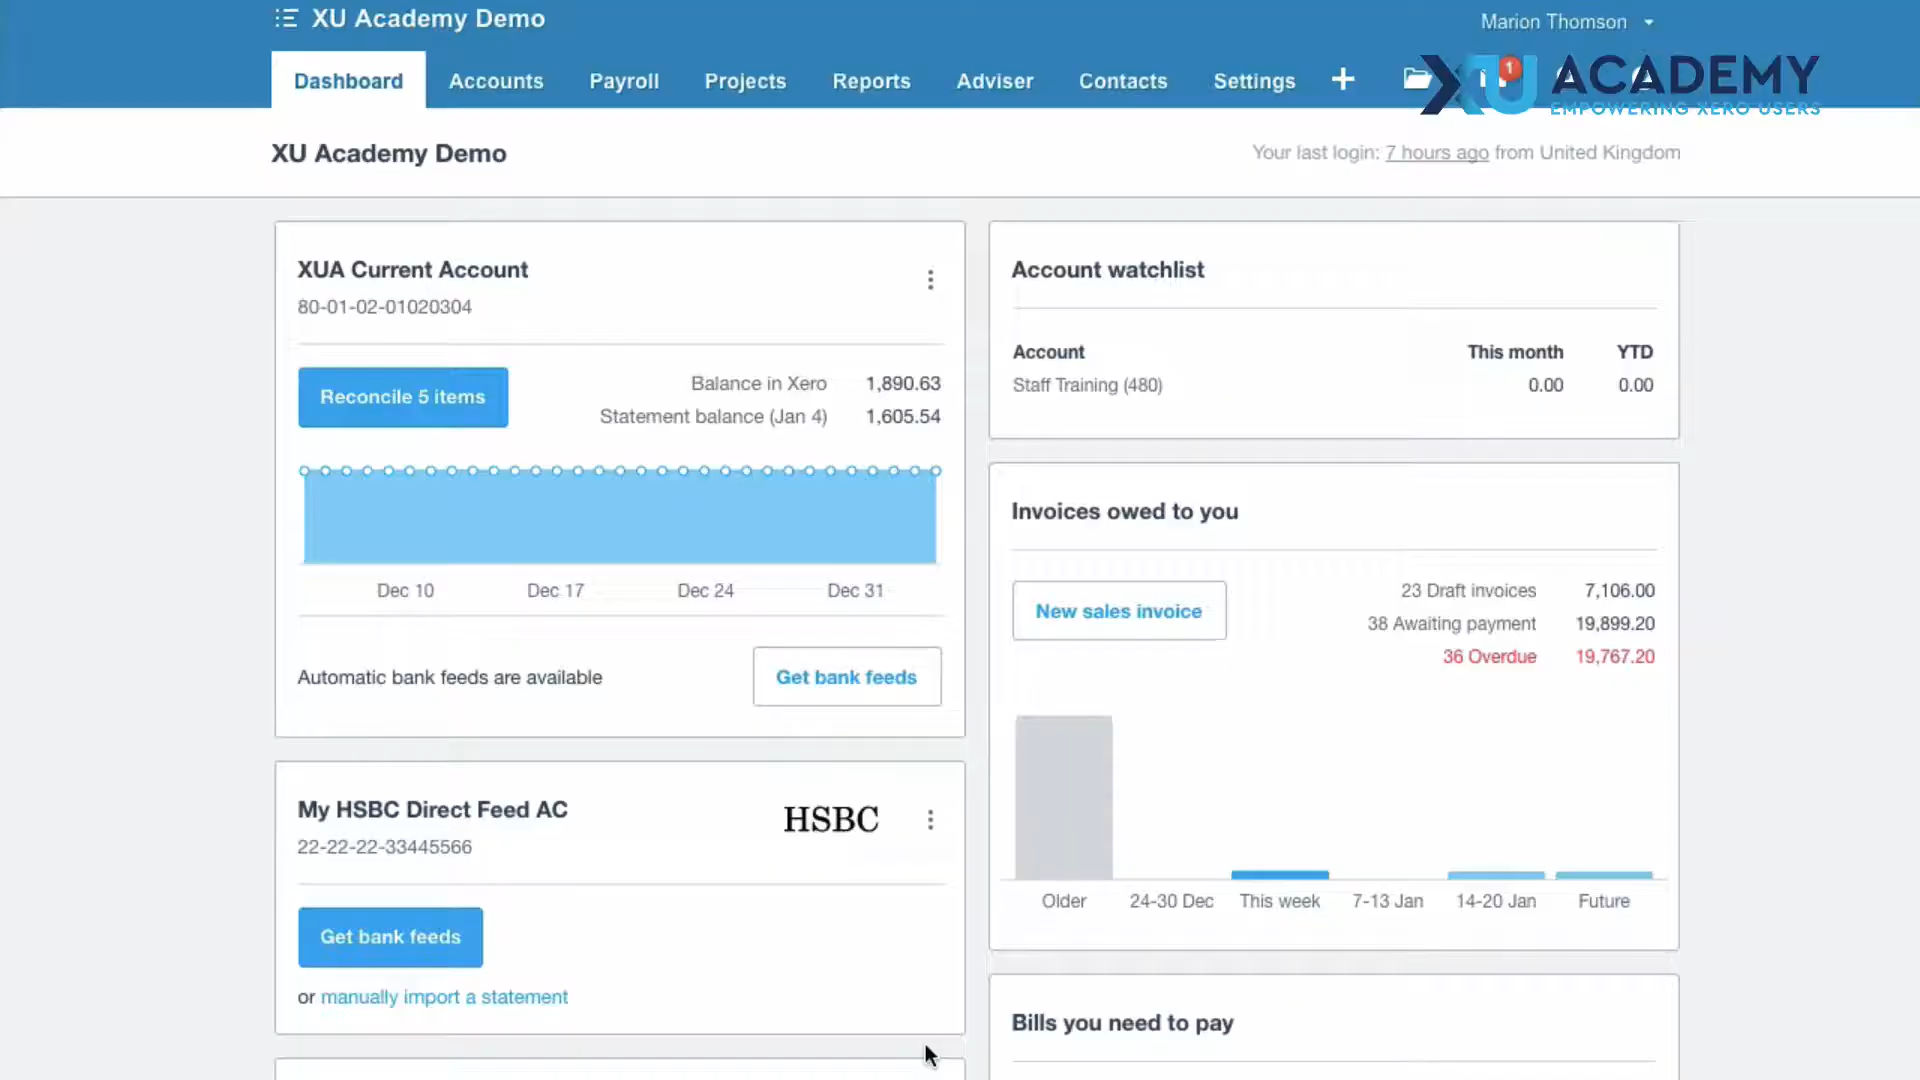 XU Academy Demo
Marion Thomson
Dashboard
Accounts
Payroll
Projects
Reports
Adviser
Contacts
Settings
1
XU ACADEMY
EMPOWERING XERO USERS
XU Academy Demo
Your last login: 7 hours ago from United Kingdom
XUA Current Account
80-01-02-01020304
Reconcile 5 items
Balance in Xero 1,890.63
Statement balance (Jan 4) 1,605.54
Dec 10 Dec 17 Dec 24 Dec 31
Automatic bank feeds are available
Get bank feeds
My HSBC Direct Feed AC
HSBC
22-22-22-33445566
Get bank feeds
or manually import a statement
Account watchlist
Account This month YTD
Staff Training (480) 0.00 0.00
Invoices owed to you
New sales invoice
23 Draft invoices 7,106.00
38 Awaiting payment 19,899.20
36 Overdue 19,767.20
Older 24-30 Dec This week 7-13 Jan 14-20 Jan Future
Bills you need to pay